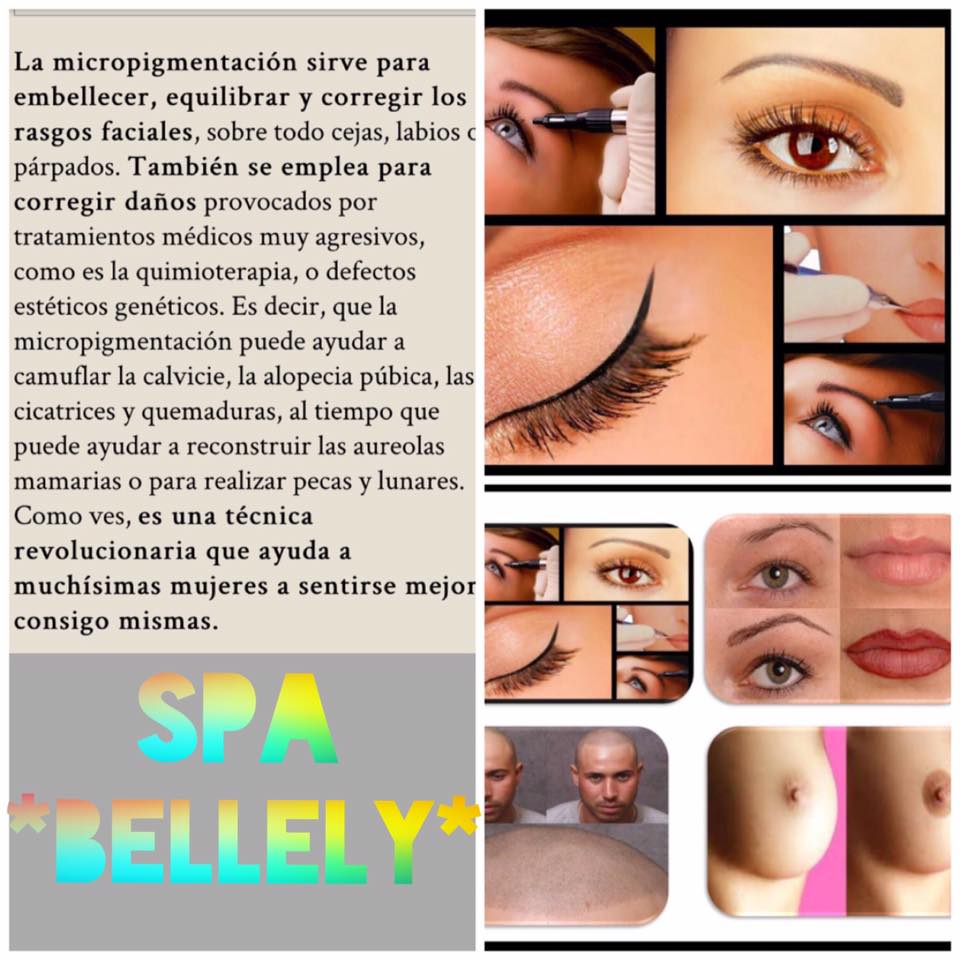 La micropigmentación sirve para
embellecer, equilibrar y corregir los
rasgos faciales, sobre todo cejas, labios o
párpados. También se emplea para
corregir daños provocados por
tratamientos médicos muy agresivos,
como es la quimioterapia, o defectos
estéticos genéticos. Es decir, que la
micropigmentación puede ayudar a
camuflar la calvicie, la alopecia púbica, las
cicatrices y quemaduras, al tiempo que
puede ayudar a reconstruir las aureolas
mamarias o para realizar pecas y lunares.
Como ves, es una técnica
revolucionaria que ayuda a
muchísimas mujeres a sentirse mejor
consigo mismas.
SPA
*BELLELY*